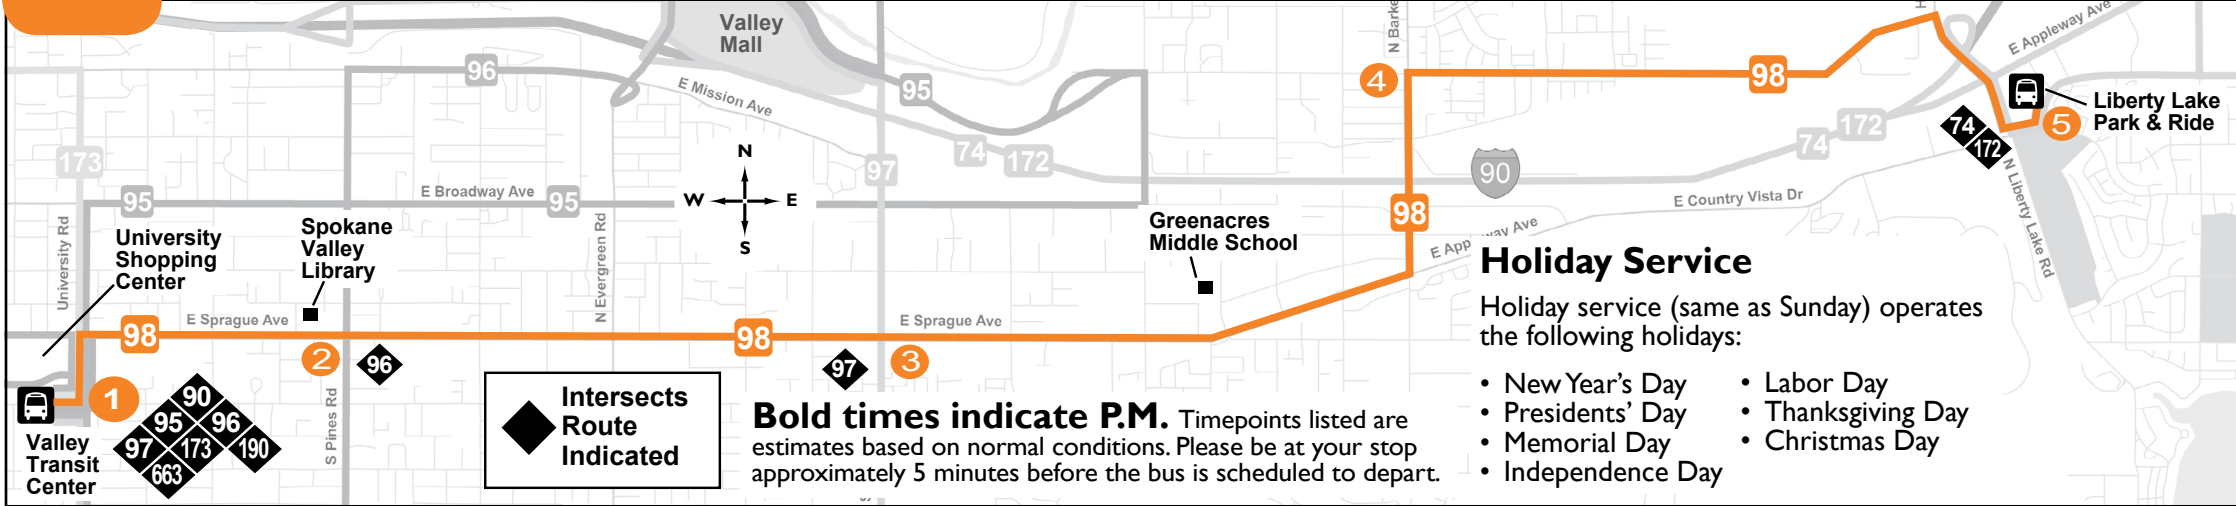 Valley
Mall
N Barke
H
E Appleway Ave
96
95
E Mission Ave
4
98
Liberty Lake
Park & Ride
5
74
172
173
97
74
172
74
172
90
N
W
E
S
E Broadway Ave
95
95
E Country Vista Dr
N Liberty Lake Rd
University Rd
University
Shopping
Center
Spokane
Valley
Library
N Evergreen Rd
Greenacres
Middle School
98
E App
way Ave
E Sprague Ave
98
98
E Sprague Ave
2
96
97
3
1
90
95
96
97
173
190
663
Valley
Transit
Center
S Pines Rd
Intersects
Route
Indicated
Bold times indicate P.M. Timepoints listed are
estimates based on normal conditions. Please be at your stop
approximately 5 minutes before the bus is scheduled to depart.
Holiday Service
Holiday service (same as Sunday) operates
the following holidays:
• New Year's Day
• Presidents' Day
• Memorial Day
• Independence Day
• Labor Day
• Thanksgiving Day
• Christmas Day